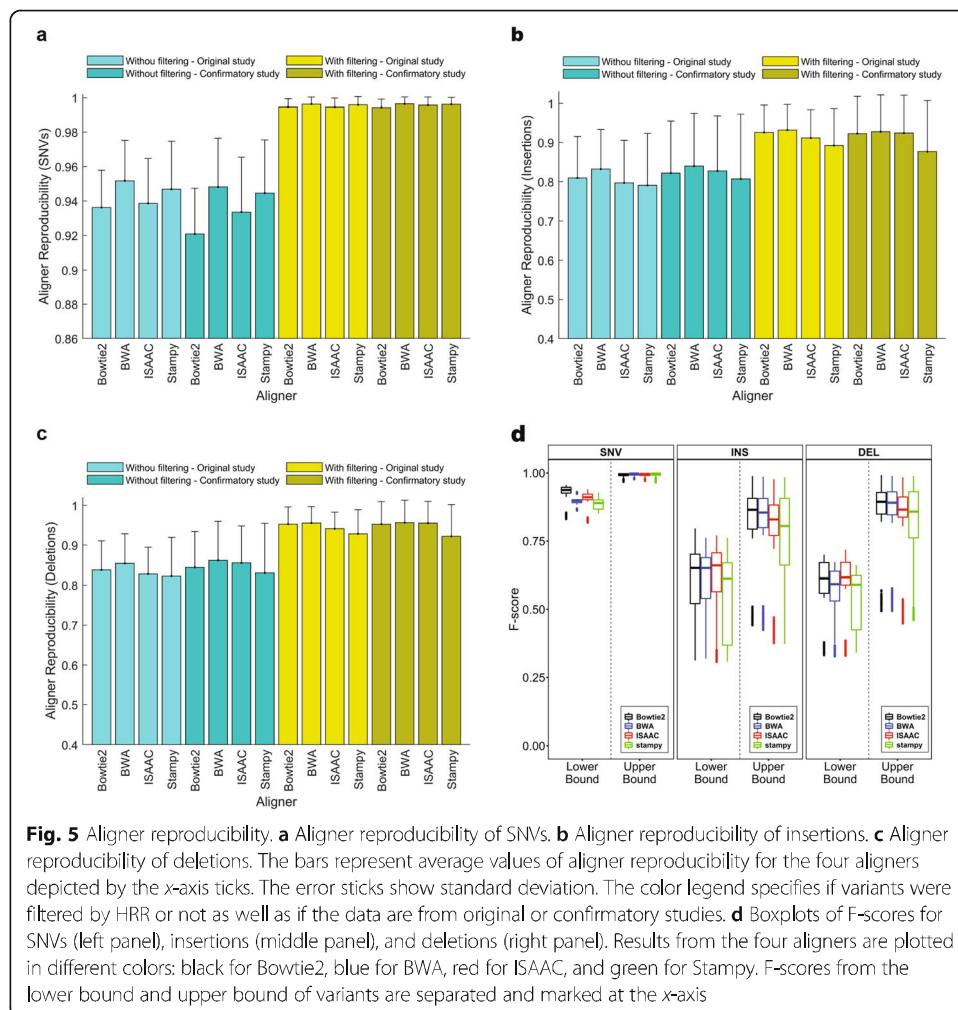 a
Withou filtering - Original study
With filtering - Original study
Without filtering - Confirmatory study
With filtering - Confirmatory study
Aligner Reproducibility (SNVs)
1
0.98
0.96
0.94
0.92
0.9
0.88
0.86
Bowtie2 BWA ISAAC Stampy Bowtie2 BWA ISAAC Stampy Bowtie2 BWA ISAAC Stampy Bowtie2 BWA ISAAC Stampy
Aligner
b
Withou filtering - Original study
With filtering - Original study
Without filtering - Confirmatory study
With filtering - Confirmatory study
Aligner Reproducibility (Insertions)
1
0.9
0.8
0.7
0.6
0.5
0.4
Bowtie2 BWA ISAAC Stampy Bowtie2 BWA ISAAC Stampy Bowtie2 BWA ISAAC Stampy Bowtie2 BWA ISAAC Stampy
Aligner
c
Withou filtering - Original study
With filtering - Original study
Without filtering - Confirmatory study
With filtering - Confirmatory study
Aligner Reproducibility (Deletions)
1
0.9
0.8
0.7
0.6
0.5
0.4
Bowtie2 BWA ISAAC Stampy Bowtie2 BWA ISAAC Stampy Bowtie2 BWA ISAAC Stampy Bowtie2 BWA ISAAC Stampy
Aligner
d
SNV INS DEL
F-score
1.00
0.75
0.50
0.25
0.00
Bowtie2
BWA
ISAAC
stampy
Bowtie2
BWA
ISAAC
stampy
Bowtie2
BWA
ISAAC
stampy
Lower Upper Lower Upper Lower Upper
Bound Bound Bound Bound Bound Bound
Fig. 5 Aligner reproducibility. a Aligner reproducibility of SNVs. b Aligner reproducibility of insertions. c Aligner
reproducibility of deletions. The bars represent average values of aligner reproducibility for the four aligners
depicted by the x-axis ticks. The error sticks show standard deviation. The color legend specifies if variants were
filtered by HRR or not as well as if the data are from original or confirmatory studies. d Boxplots of F-scores for
SNVs (left panel), insertions (middle panel), and deletions (right panel). Results from the four aligners are plotted
in different colors: black for Bowtie2, blue for BWA, red for ISAAC, and green for Stampy. F-scores from the
lower bound and upper bound of variants are separated and marked at the x-axis